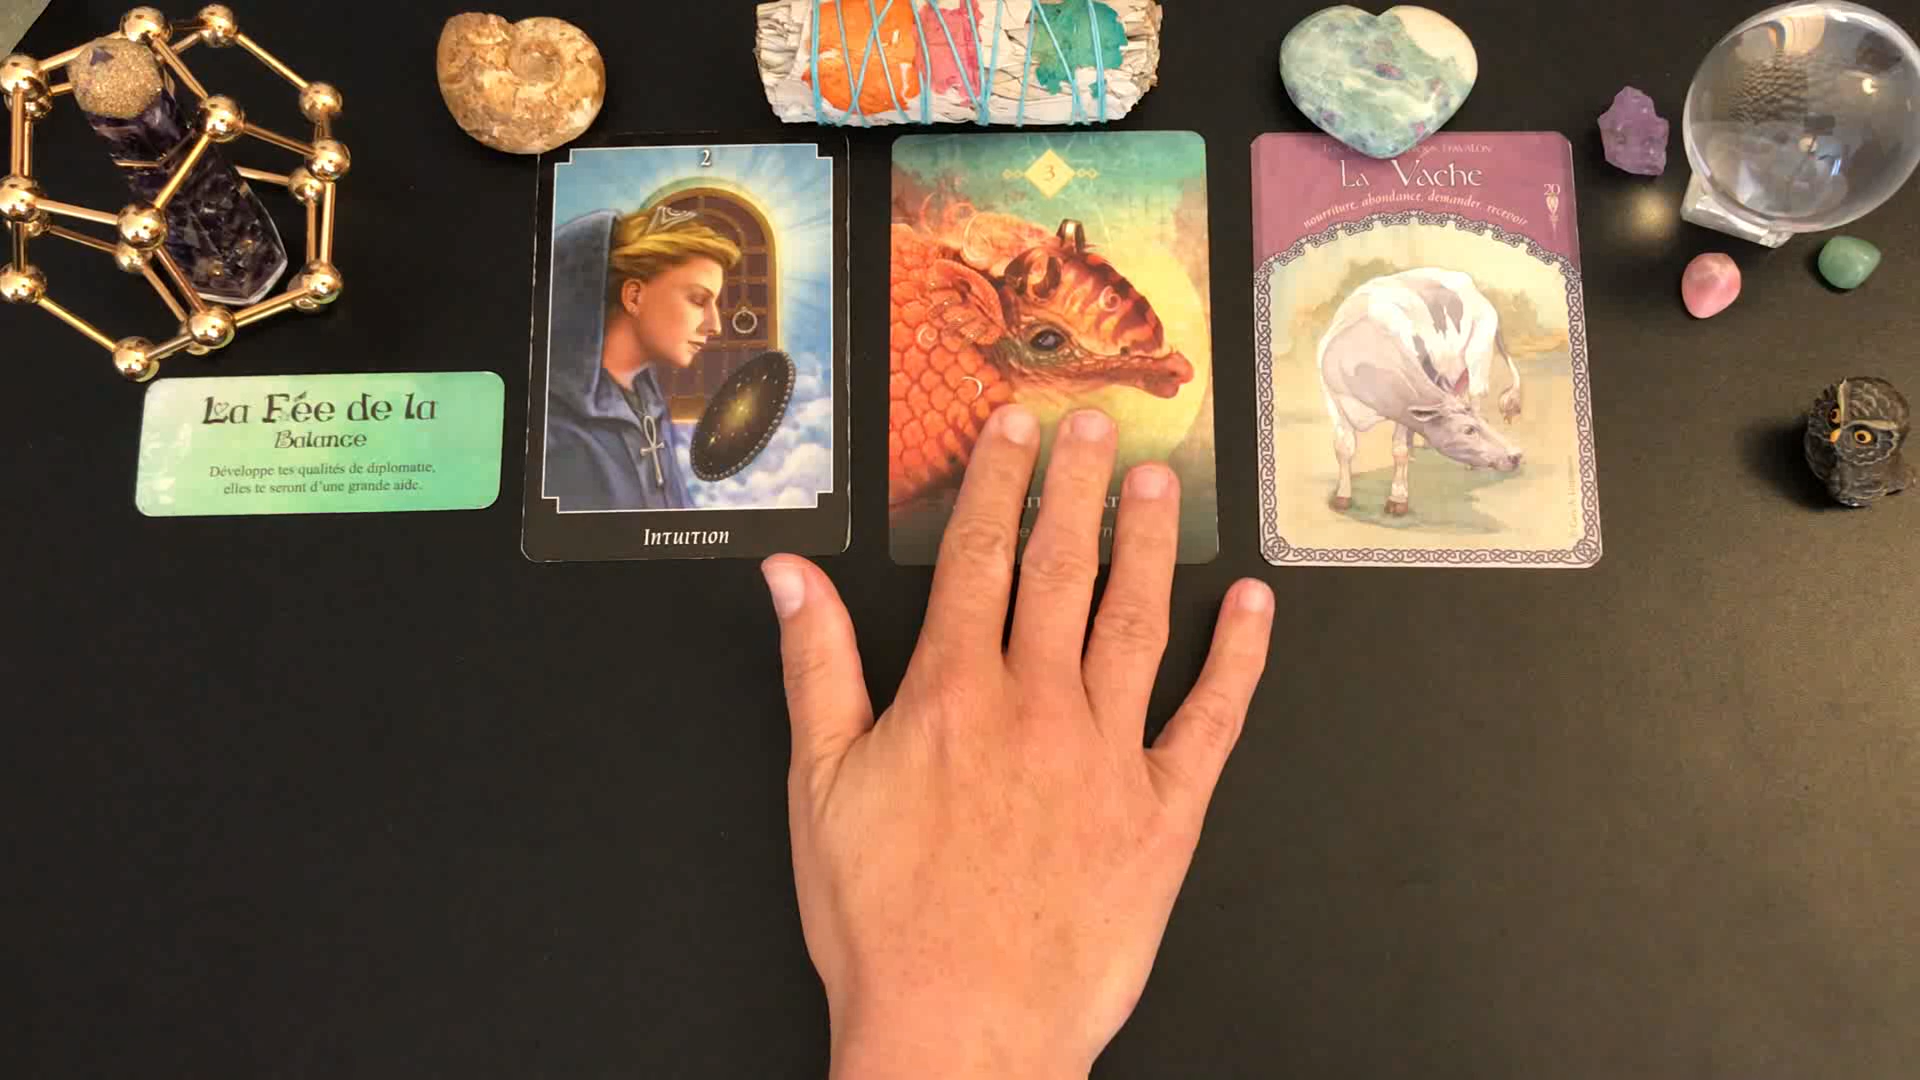 La Fée de la
Balance
Développe tes qualités de diplomatie,
elles te seront d'une grande aide.
2
Intuition
3
La Vache
20
nourriture, abondance, demander, recevoir